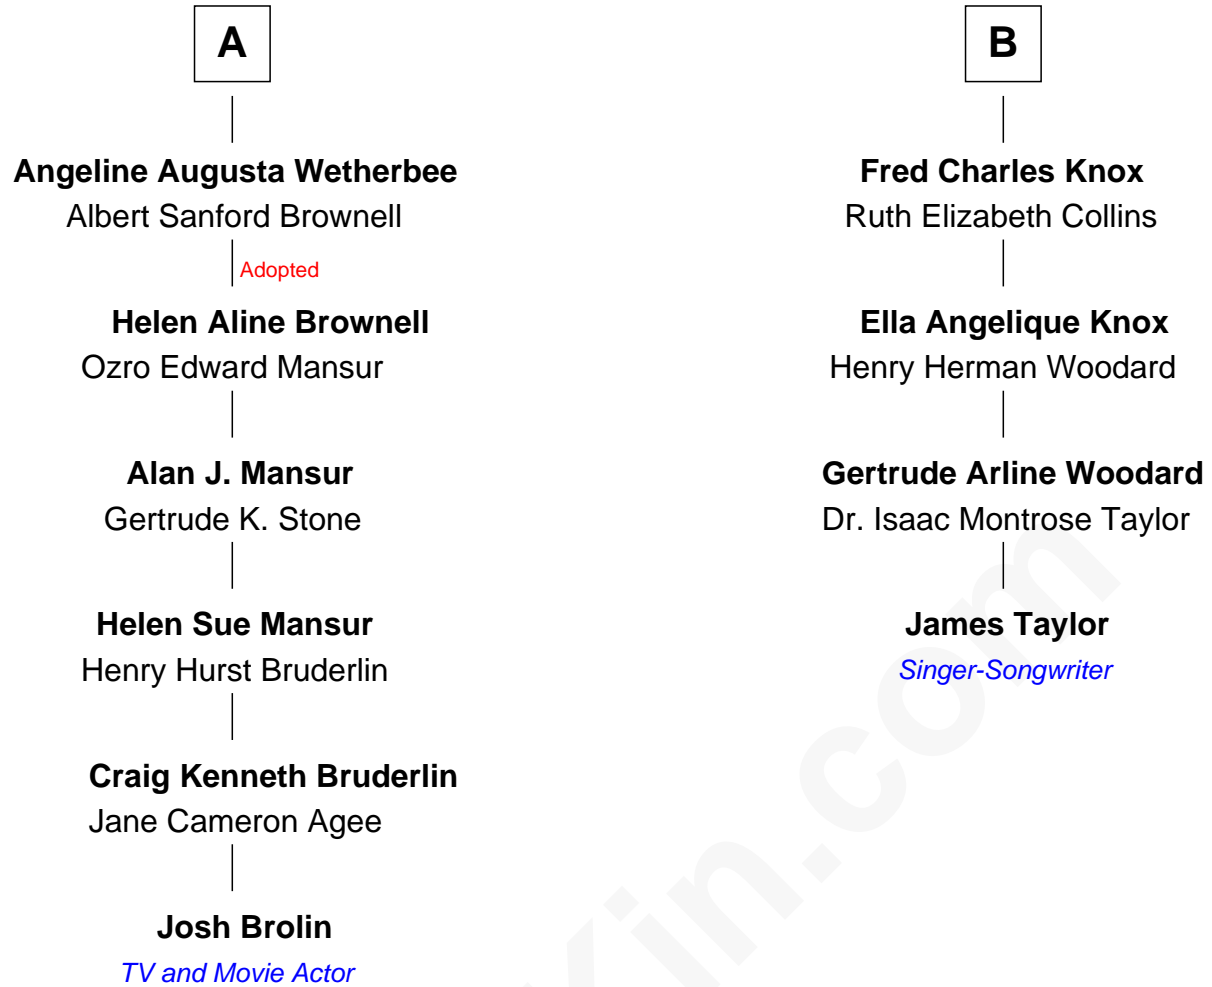 A
Angeline Augusta Wetherbee
Albert Sanford Brownell
Adopted
Helen Aline Brownell
Ozro Edward Mansur
Alan J. Mansur
Gertrude K. Stone
Helen Sue Mansur
Henry Hurst Bruderlin
Craig Kenneth Bruderlin
Jane Cameron Agee
Josh Brolin
TV and Movie Actor
B
Fred Charles Knox
Ruth Elizabeth Collins
Ella Angelique Knox
Henry Herman Woodard
Gertrude Arline Woodard
Dr. Isaac Montrose Taylor
James Taylor
Singer-Songwriter
Kin.com